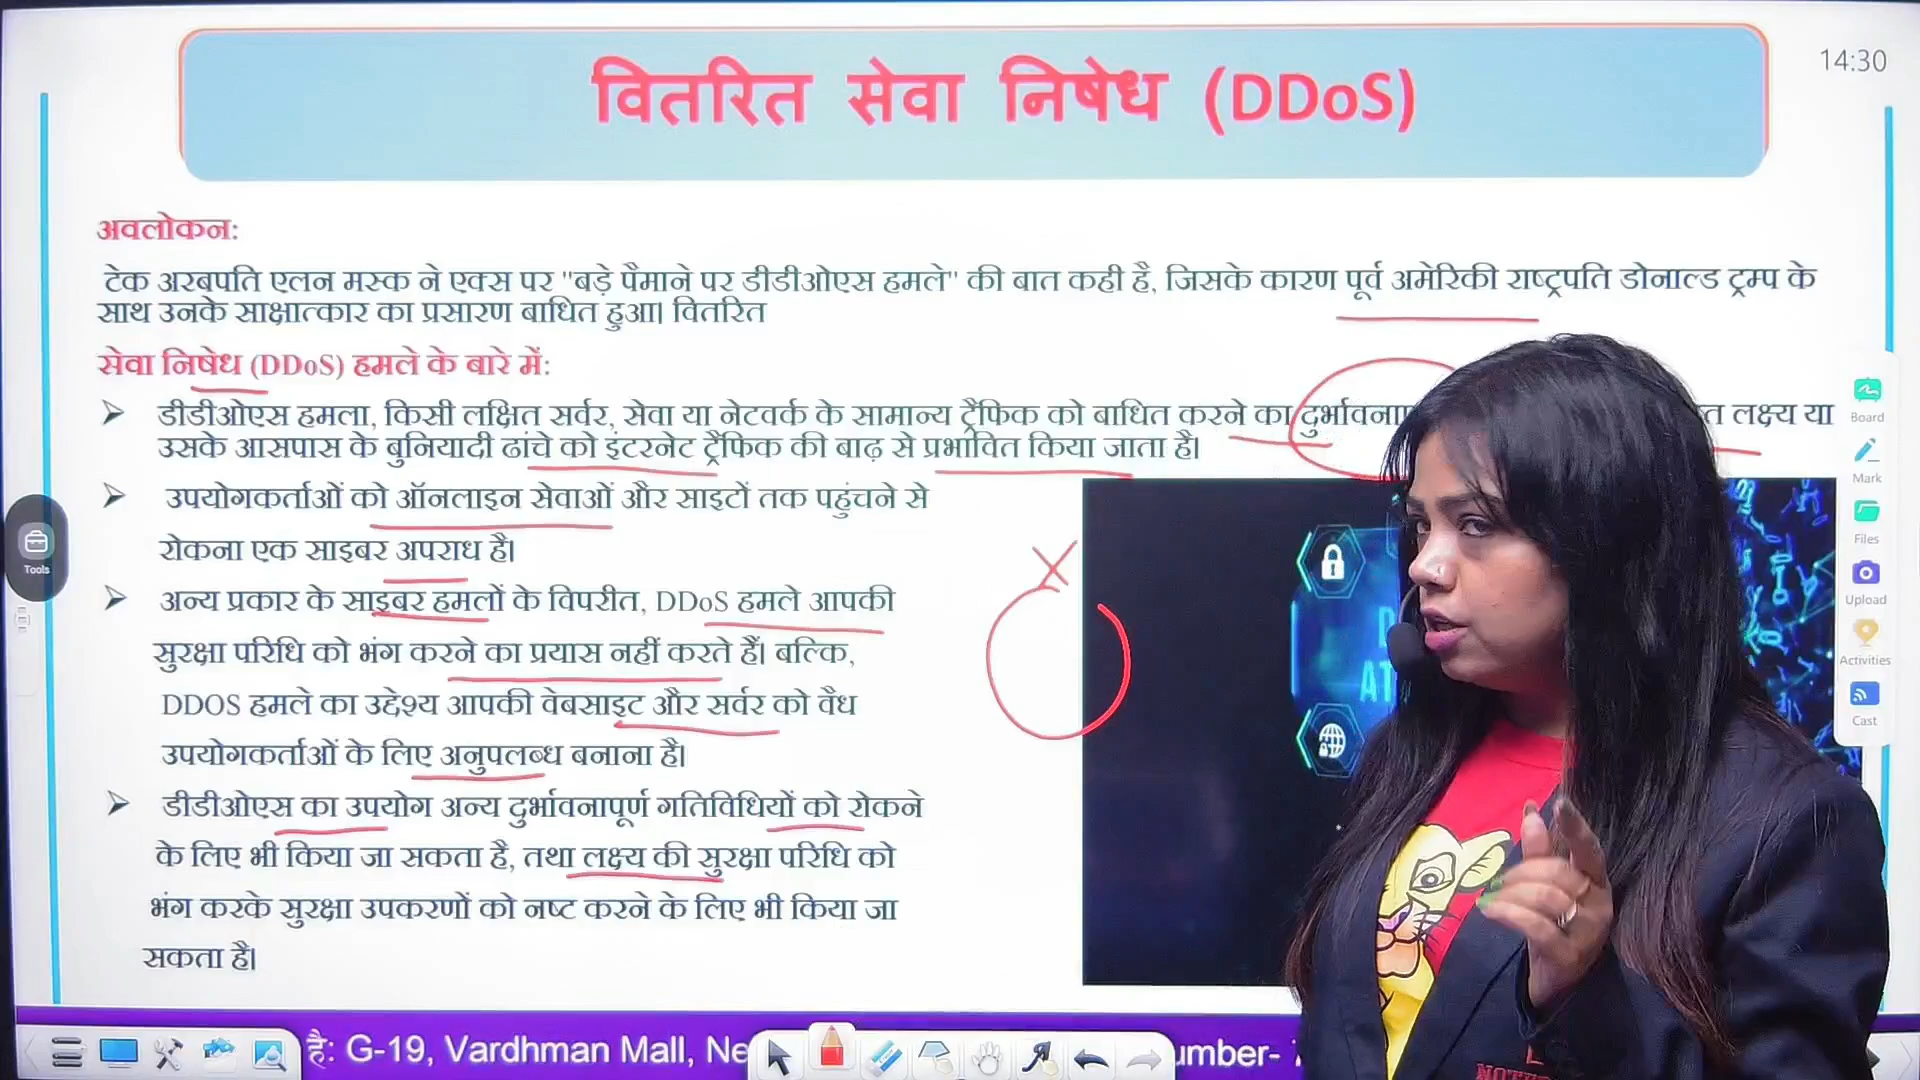 वितरित सेवा निषेध (DDoS)
14:30
अवलोकन:
टेक अरबपति एलन मस्क ने एक्स पर "बड़े पैमाने पर डीडीओएस हमले" की बात कही है, जिसके कारण पूर्व अमेरिकी राष्ट्रपति डोनाल्ड ट्रम्प के
साथ उनके साक्षात्कार का प्रसारण बाधित हुआ। वितरित
सेवा निषेध (DDoS) हमले के बारे में:
➢ डीडीओएस हमला, किसी लक्षित सर्वर, सेवा या नेटवर्क के सामान्य ट्रैफिक को बाधित करने का लक्ष्य या
उसके आसपास के बुनियादी ढांचे को इंटरनेट ट्रैफिक की बाढ़ से प्रभावित किया जाता है।
➢ उपयोगकर्ताओं को ऑनलाइन सेवाओं और साइटों तक पहुंचने से
रोकना एक साइबर अपराध है।
➢ अन्य प्रकार के साइबर हमलों के विपरीत, DDoS हमले आपकी
सुरक्षा परिधि को भंग करने का प्रयास नहीं करते हैं। बल्कि,
DDOS हमले का उद्देश्य आपकी वेबसाइट और सर्वर को वैध
उपयोगकर्ताओं के लिए अनुपलब्ध बनाना है।
➢ डीडीओएस का उपयोग अन्य दुर्भावनापूर्ण गतिविधियों को रोकने
के लिए भी किया जा सकता है, तथा लक्ष्य की सुरक्षा परिधि को
भंग करके सुरक्षा उपकरणों को नष्ट करने के लिए भी किया जा
सकता है।
Tools
Board
Mark
Files
Upload
Activities
Cast
है: G-19, Vardhman Mall,